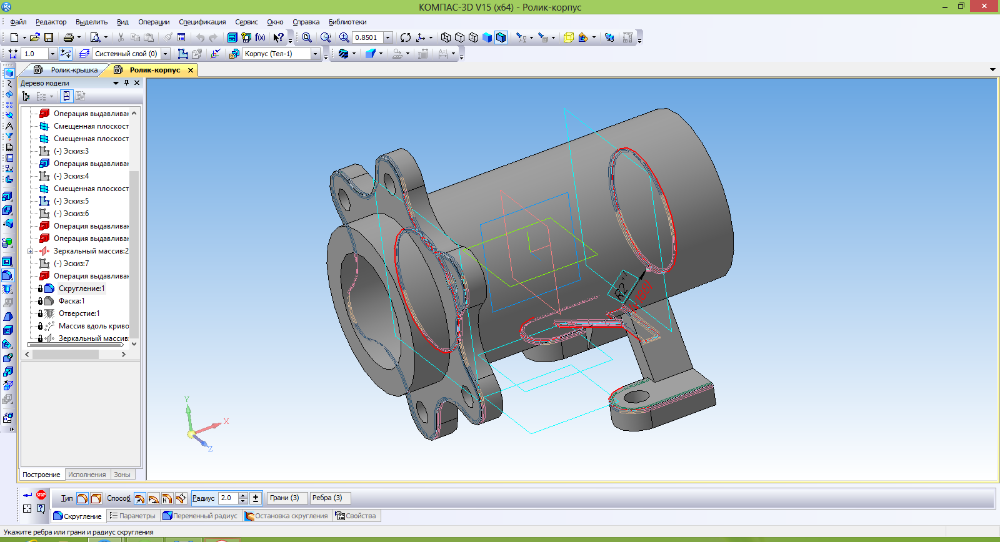 КОМПАС-3D V15 (x64) - Ролик-корпус
Файл Редактор Выделить Вид Операции Спецификация Сервис Окно Справка Библиотеки
f(x) 0.8501
1.0 Системный слой (0) Корпус (Тел-1)
Ролик-крышка Ролик-корпус
Дерево модели
Операция выдавливан
Смещенная плоскост
Смещенная плоскост
(-) Эскиз:3
Операция выдавливан
(-) Эскиз:4
Смещенная плоскост
(-) Эскиз:5
(-) Эскиз:6
Операция выдавливан
Операция выдавливан
Зеркальный массив:2
(-) Эскиз:7
Операция выдавливан
Скругление:1
Фаска:1
Отверстие:1
Массив вдоль криво
Зеркальный массив:
R2
Y
X
Z
Построение Исполнения Зоны
STOP Тип Способ Радиус 2.0 Грани (3) Ребра (3)
Скругление Параметры Переменный радиус Остановка скругления Свойства
Укажите ребра или грани и радиус скругления